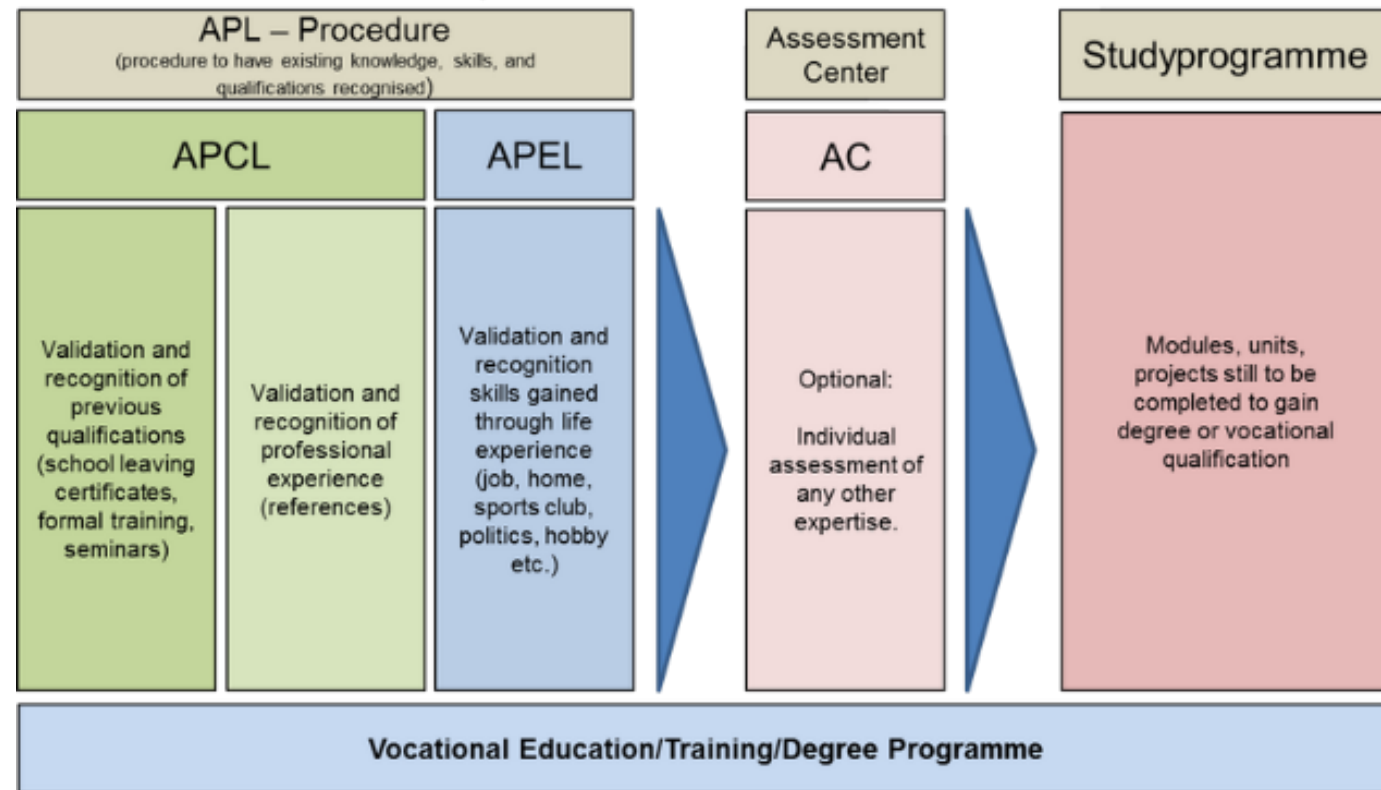 APL – Procedure
(procedure to have existing knowledge, skills, and
qualifications recognised)
Assessment
Center
Studyprogramme
APCL
APEL
AC
Validation and
recognition of
previous
qualifications
(school leaving
certificates,
formal training,
seminars)
Validation and
recognition of
professional
experience
(references)
Validation and
recognition
skills gained
through life
experience
(job, home,
sports club,
politics, hobby
etc.)
Optional:
Individual
assessment of
any other
expertise.
Modules, units,
projects still to be
completed to gain
degree or vocational
qualification
Vocational Education/Training/Degree Programme